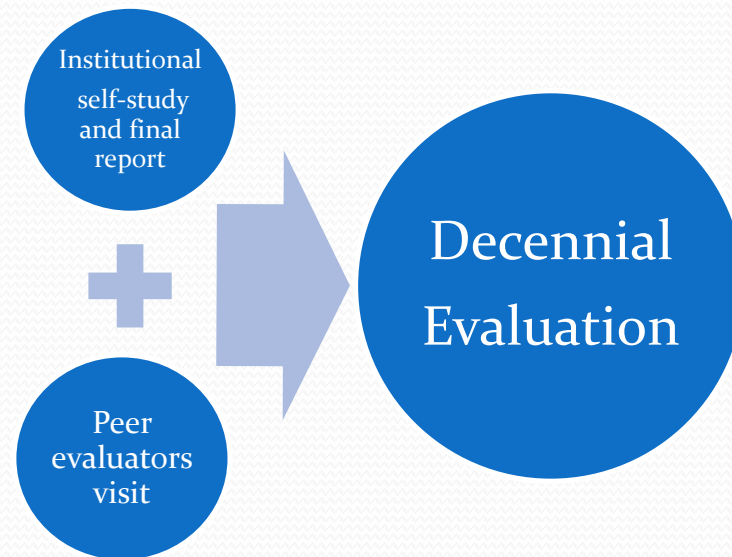 Institutional
self-study
and final
report
Peer
evaluators
visit
Decennial
Evaluation